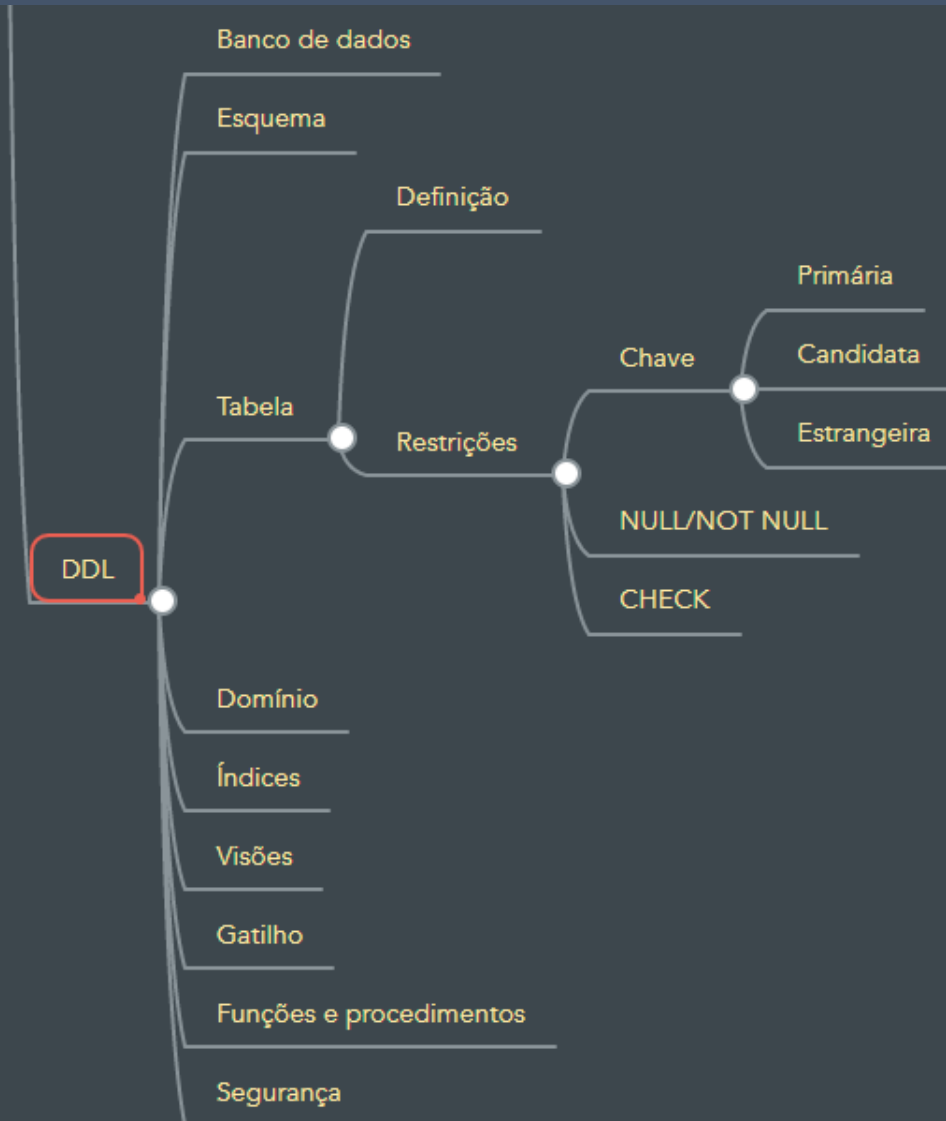 Banco de dados
Esquema
Definição
Primária
Chave
Candidata
Tabela
Estrangeira
Restrições
NULL/NOT NULL
DDL
CHECK
Domínio
Índices
Visões
Gatilho
Funções e procedimentos
Segurança